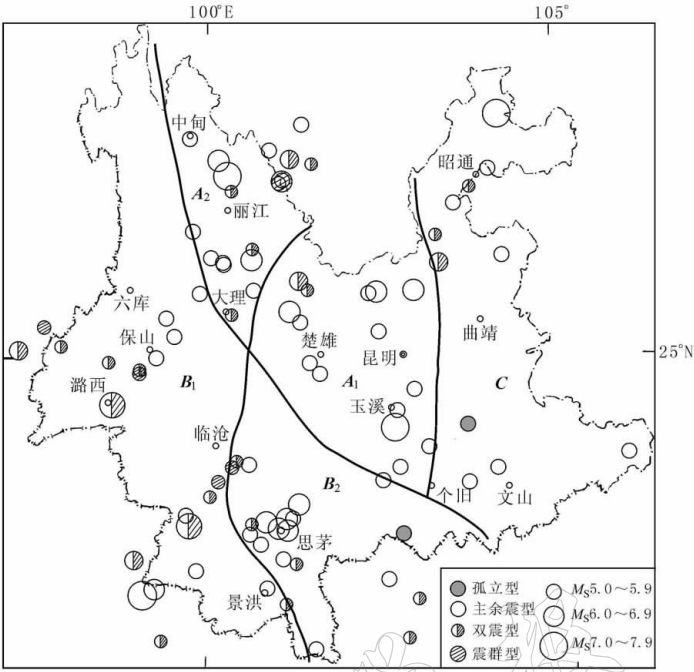 100°E
105°
中甸
昭通
A₂
丽江
六库
大理
曲靖
保山
楚雄
昆明
25°N
潞西
B₁
A₁
C
玉溪
临沧
B₂
个旧
文山
思茅
景洪
孤立型
主余震型
双震型
震群型
Mₛ5.0～5.9
Mₛ6.0～6.9
Mₛ7.0～7.9